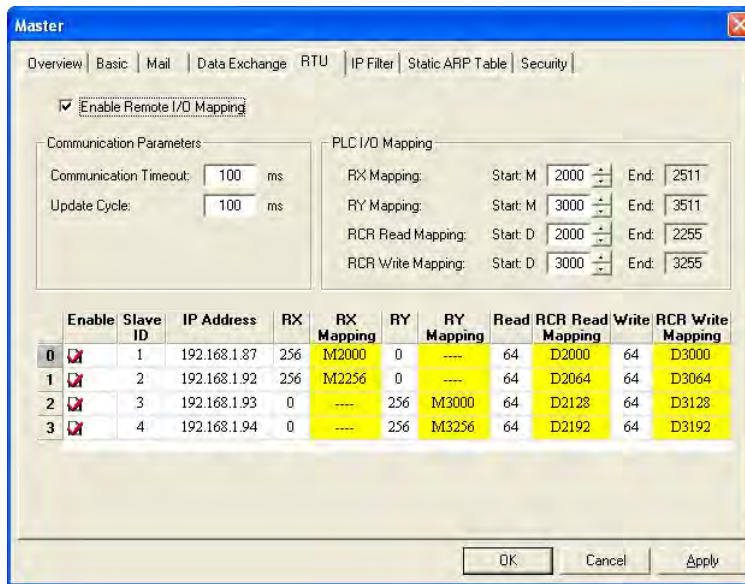 Master
Overview Basic Mail Data Exchange RTU IP Filter Static ARP Table Security
Enable Remote I/O Mapping
Communication Parameters
Communication Timeout: 100 ms
Update Cycle: 100 ms
PLC I/O Mapping
RX Mapping: Start: M 2000 End: 2511
RY Mapping: Start: M 3000 End: 3511
RCR Read Mapping: Start: D 2000 End: 2255
RCR Write Mapping: Start: D 3000 End: 3255
Enable Slave ID IP Address RX RX Mapping RY RY Mapping Read RCR Read Mapping Write RCR Write Mapping
0 1 192.168.1.87 256 M2000 0 ---- 64 D2000 64 D3000
1 2 192.168.1.92 256 M2256 0 ---- 64 D2064 64 D3064
2 3 192.168.1.93 0 ---- 256 M3000 64 D2128 64 D3128
3 4 192.168.1.94 0 ---- 256 M3256 64 D2192 64 D3192
OK Cancel Apply